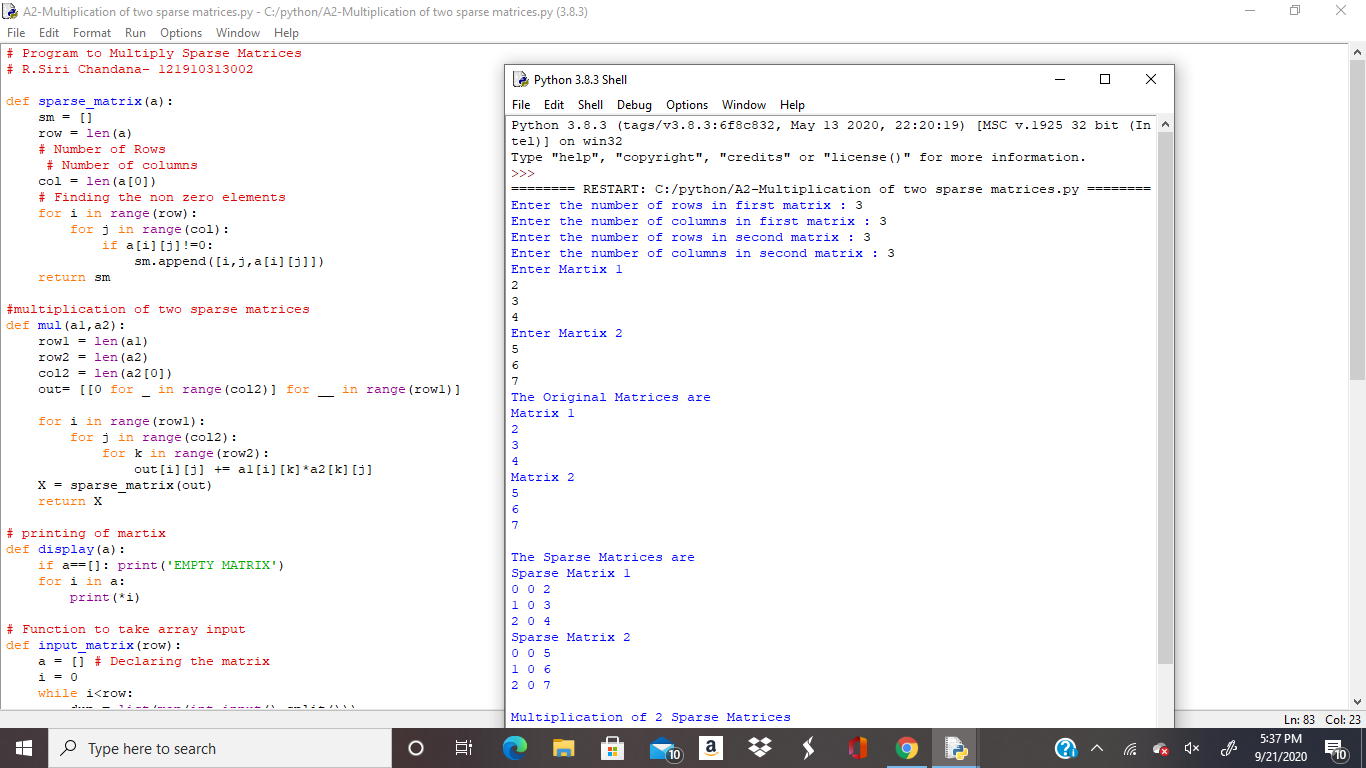 A2-Multiplication of two sparse matrices.py - C:/python/A2-Multiplication of two sparse matrices.py (3.8.3)
File Edit Format Run Options Window Help
# Program to Multiply Sparse Matrices
# R.Siri Chandana- 121910313002
def sparse_matrix(a):
sm = []
row = len(a)
# Number of Rows
# Number of columns
col = len(a[0])
# Finding the non zero elements
for i in range(row):
for j in range(col):
if a[i][j]!=0:
sm.append([i,j,a[i][j]])
return sm
#multiplication of two sparse matrices
def mul(a1,a2):
row1 = len(a1)
row2 = len(a2)
col2 = len(a2[0])
out= [[0 for _ in range(col2)] for __ in range(row1)]
for i in range(row1):
for j in range(col2):
for k in range(row2):
out[i][j] += a1[i][k]*a2[k][j]
X = sparse_matrix(out)
return X
# printing of martix
def display(a):
if a==[]: print('EMPTY MATRIX')
for i in a:
print(*i)
# Function to take array input
def input_matrix(row):
a = [] # Declaring the matrix
i = 0
while i<row:
Python 3.8.3 Shell
File Edit Shell Debug Options Window Help
Python 3.8.3 (tags/v3.8.3:6f8c832, May 13 2020, 22:20:19) [MSC v.1925 32 bit (In
tel)] on win32
Type "help", "copyright", "credits" or "license()" for more information.
>>>
======== RESTART: C:/python/A2-Multiplication of two sparse matrices.py ========
Enter the number of rows in first matrix : 3
Enter the number of columns in first matrix : 3
Enter the number of rows in second matrix : 3
Enter the number of columns in second matrix : 3
Enter Martix 1
2
3
4
Enter Martix 2
5
6
7
The Original Matrices are
Matrix 1
2
3
4
Matrix 2
5
6
7
The Sparse Matrices are
Sparse Matrix 1
0 0 2
1 0 3
2 0 4
Sparse Matrix 2
0 0 5
1 0 6
2 0 7
Multiplication of 2 Sparse Matrices
Ln: 83 Col: 23
Type here to search
10
a
5:37 PM
9/21/2020
10